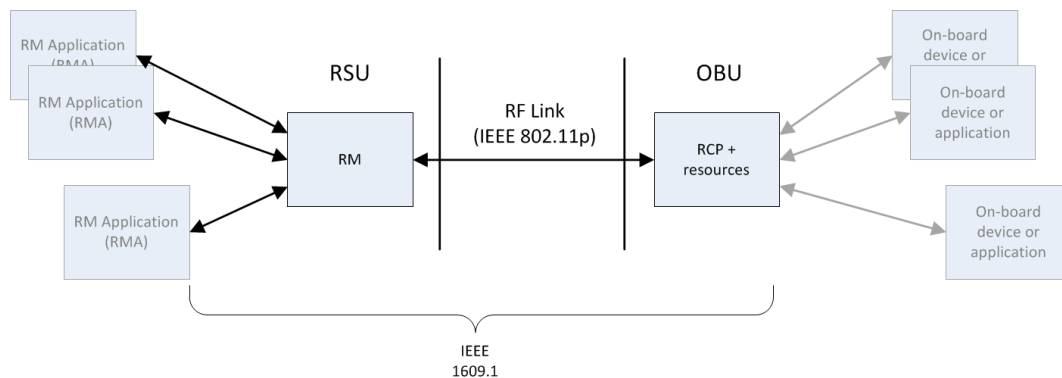 RM Application
(RMA)
RM Application
(RMA)
RM Application
(RMA)
RSU
RM
RF Link
(IEEE 802.11p)
OBU
RCP +
resources
On-board
device or
On-board
device or
application
On-board
device or
application
IEEE
1609.1